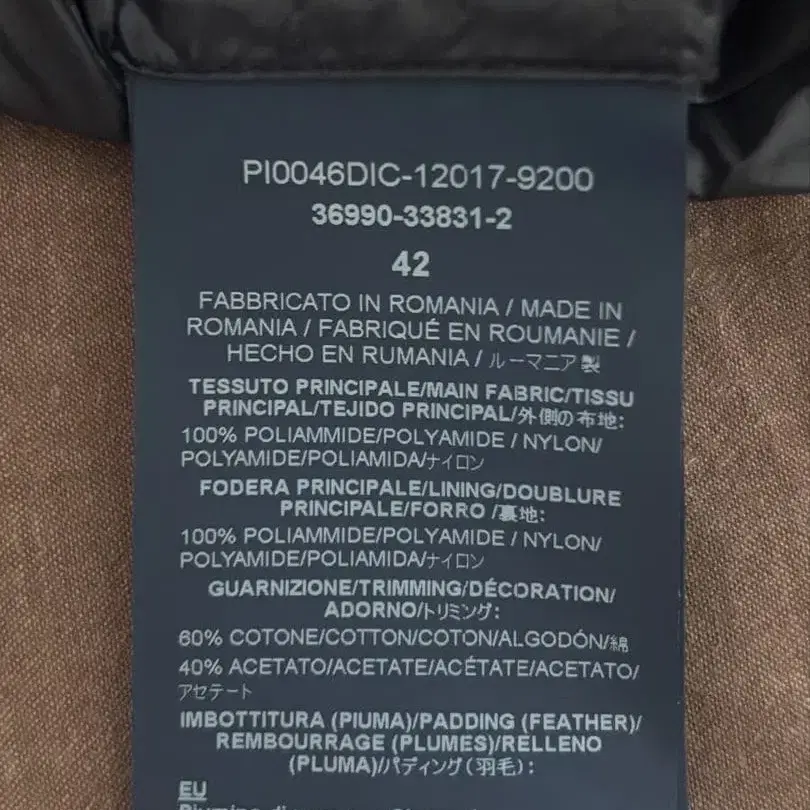 PI0046DIC-12017-9200
36990-33831-2
42
FABBRICATO IN ROMANIA / MADE IN
ROMANIA / FABRIQUÉ EN ROUMANIE /
HECHO EN RUMANIA / ルーマニア製
TESSUTO PRINCIPALE/MAIN FABRIC/TISSU
PRINCIPAL/TEJIDO PRINCIPAL/外側の布地:
100% POLIAMMIDE/POLYAMIDE / NYLON/
POLYAMIDE/POLIAMIDA/ナイロン
FODERA PRINCIPALE/LINING/DOUBLURE
PRINCIPALE/FORRO /裏地:
100% POLIAMMIDE/POLYAMIDE / NYLON/
POLYAMIDE/POLIAMIDA/ナイロン
GUARNIZIONE/TRIMMING/DÉCORATION/
ADORNO/トリミング:
60% COTONE/COTTON/COTON/ALGODÓN/綿
40% ACETATO/ACETATE/ACÉTATE/ACETATO/
アセテート
IMBOTTITURA (PIUMA)/PADDING (FEATHER)/
REMBOURRAGE (PLUMES)/RELLENO
(PLUMA)/パディング(羽毛):
EU